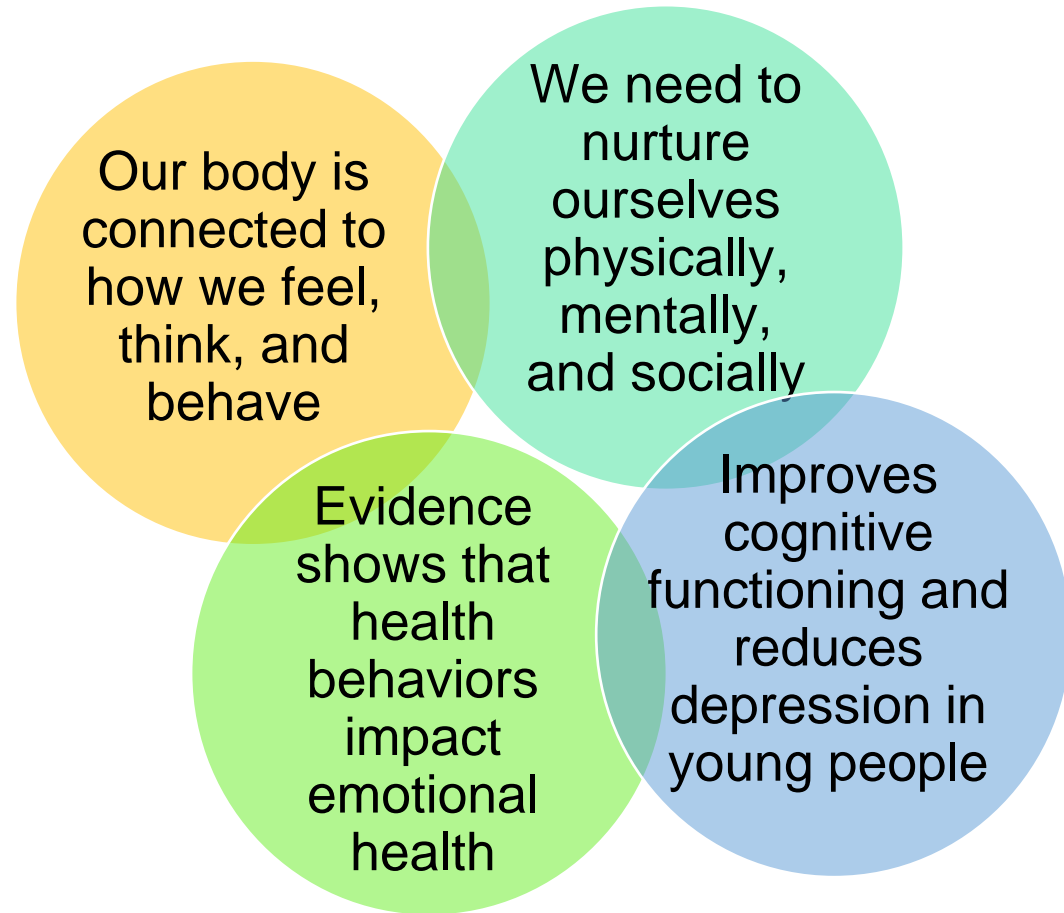 Our body is
connected to
how we feel,
think, and
behave
We need to
nurture
ourselves
physically,
mentally,
and socially
Evidence
shows that
health
behaviors
impact
emotional
health
Improves
cognitive
functioning and
reduces
depression in
young people